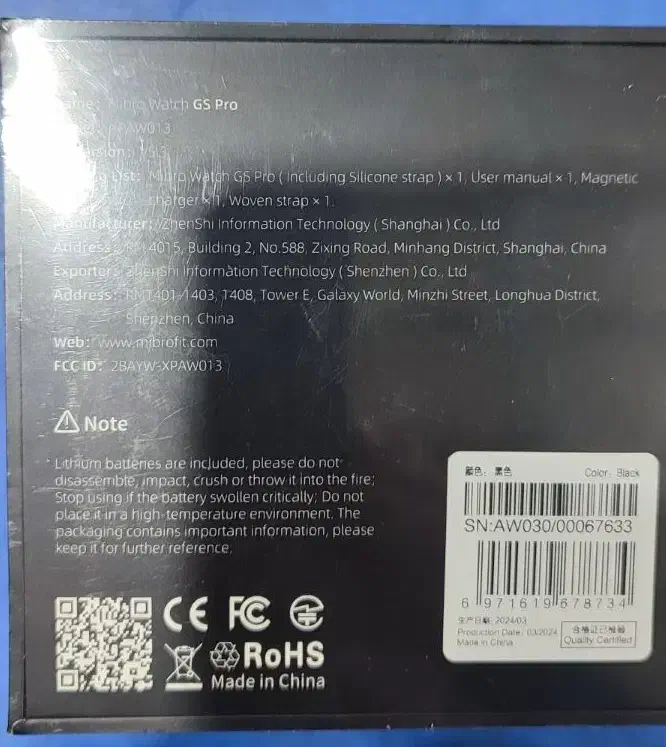 Name: Mibro Watch GS Pro
XPAW013
Mibro Watch GS Pro ( Including Silicone strap ) × 1, User manual × 1, Magnetic
charger × 1, Woven strap × 1.
Manufacturer: ZhenShi Information Technology ( Shanghai ) Co., Ltd
Address: RM 4015, Building 2, No.588, Zixing Road, Minhang District, Shanghai, China
Exporter: ZhenShi Information Technology ( Shenzhen ) Co., Ltd
Address: RM1401-1403, 1408, Tower E, Galaxy World, Minzhi Street, Longhua District,
Shenzhen, China
Web: www.mibrofit.com
FCC ID: 2BAYW-XPAW013
Note
Lithium batteries are included, please do not
disassemble, impact, crush or throw it into the fire;
Stop using if the battery swollen critically; Do not
place it in a high-temperature environment. The
packaging contains important information, please
keep it for further reference.
CE FC
RoHS
Made in China
颜色: 黑色 Color: Black
SN:AW030/00067633
6 971619 678734
生产日期: 2024/03
Production Date: 03/2024
Made in China
合格证已检验
Quality Certified